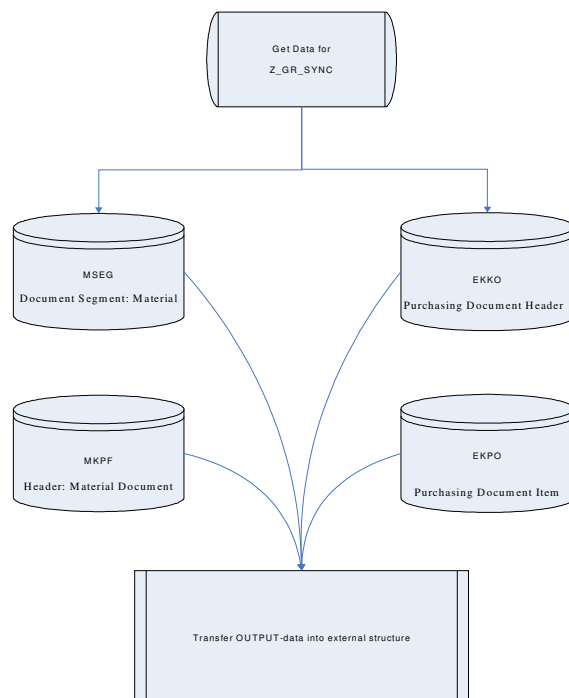 Get Data for
Z_GR_SYNC
MSEG
Document Segment: Material
EKKO
Purchasing Document Header
MKPF
Header: Material Document
EKPO
Purchasing Document Item
Transfer OUTPUT-data into external structure